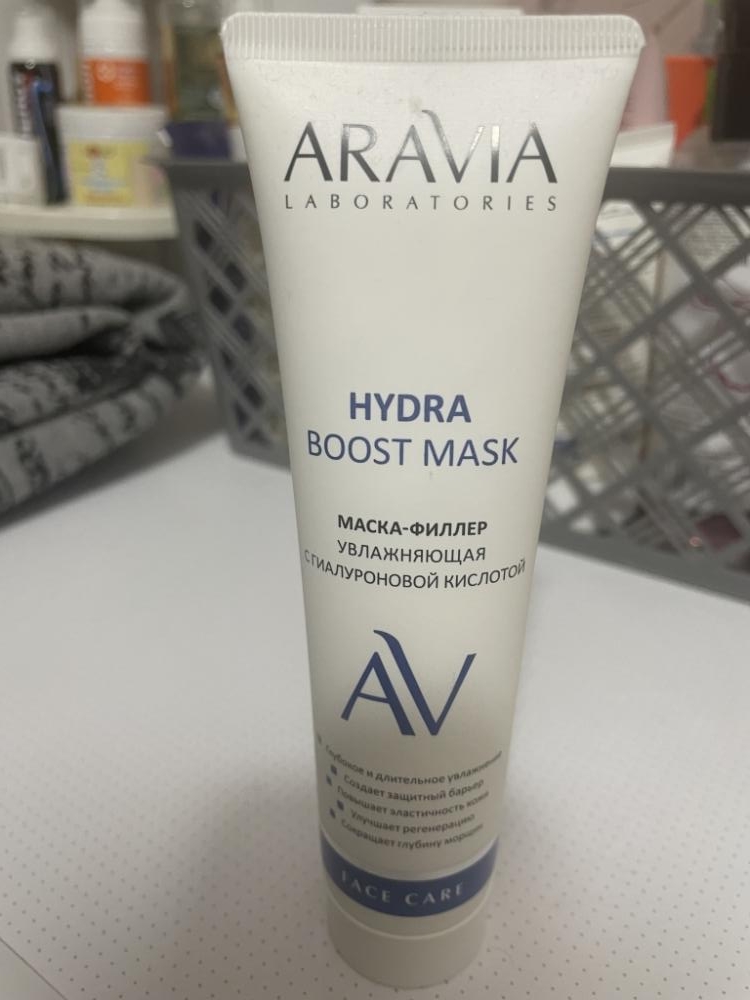 ARAVIA
LABORATORIES
HYDRA
BOOST MASK
МАСКА-ФИЛЛЕР
УВЛАЖНЯЮЩАЯ
С ГИАЛУРОНОВОЙ КИСЛОТОЙ
AV
Глубокое и длительное увлажнение
Создает защитный барьер
Повышает эластичность кожи
Улучшает регенерацию
Сокращает глубину морщин
FACE CARE